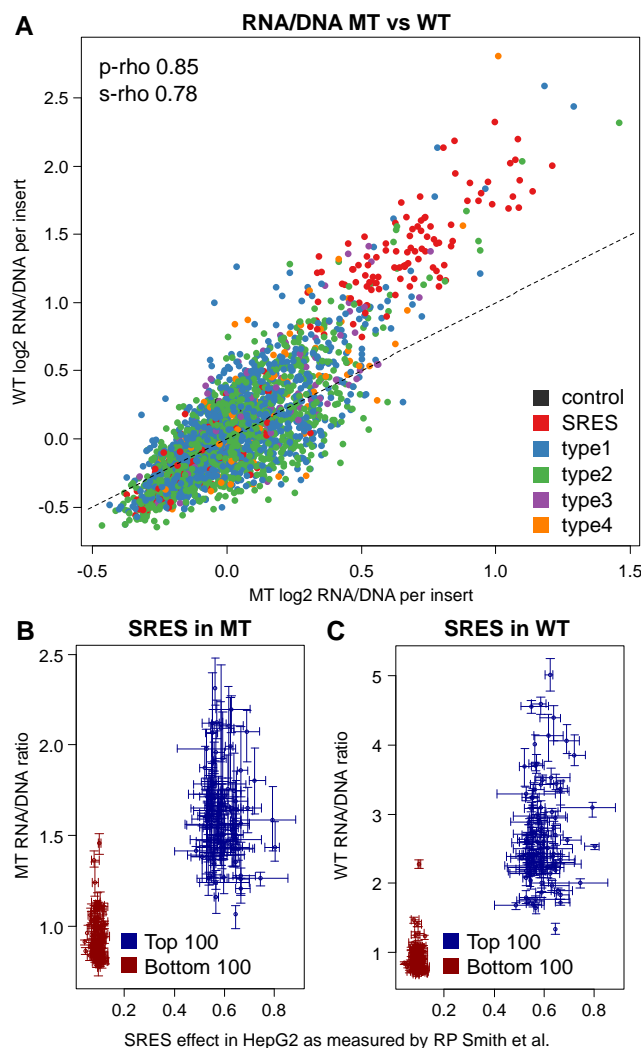 A
RNA/DNA MT vs WT
p-rho 0.85
s-rho 0.78
WT log2 RNA/DNA per insert
2.5
2.0
1.5
1.0
0.5
0.0
-0.5
control
SRES
type1
type2
type3
type4
-0.5 0.0 0.5 1.0 1.5
MT log2 RNA/DNA per insert
B
SRES in MT
MT RNA/DNA ratio
2.5
2.0
1.5
1.0
Top 100
Bottom 100
0.2 0.4 0.6 0.8
C
SRES in WT
WT RNA/DNA ratio
5
4
3
2
1
Top 100
Bottom 100
0.2 0.4 0.6 0.8
SRES effect in HepG2 as measured by RP Smith et al.